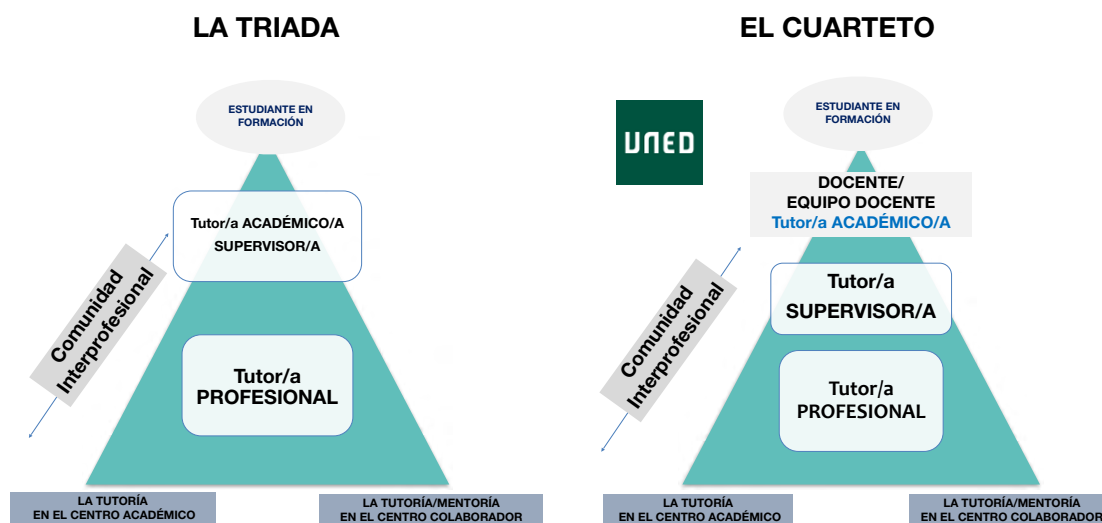 LA TRIADA
ESTUDIANTE EN
FORMACIÓN
Tutor/a ACADÉMICO/A
SUPERVISOR/A
Comunidad
Interprofesional
Tutor/a
PROFESIONAL
LA TUTORÍA
EN EL CENTRO ACADÉMICO
LA TUTORÍA/MENTORÍA
EN EL CENTRO COLABORADOR
EL CUARTETO
UNED
ESTUDIANTE EN
FORMACIÓN
DOCENTE/
EQUIPO DOCENTE
Tutor/a ACADÉMICO/A
Tutor/a
SUPERVISOR/A
Comunidad
Interprofesional
Tutor/a
PROFESIONAL
LA TUTORÍA
EN EL CENTRO ACADÉMICO
LA TUTORÍA/MENTORÍA
EN EL CENTRO COLABORADOR